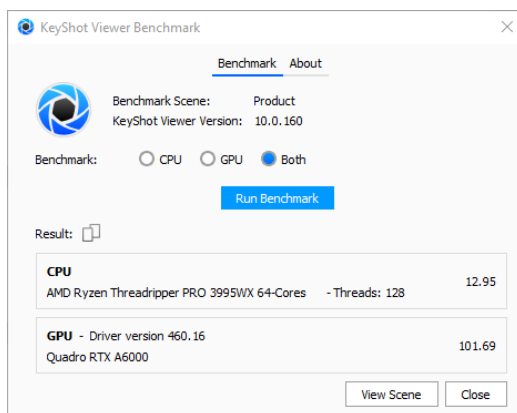 KeyShot Viewer Benchmark
Benchmark About
Benchmark Scene: Product
KeyShot Viewer Version: 10.0.160
Benchmark: CPU GPU Both
Run Benchmark
Result:
CPU
AMD Ryzen Threadripper PRO 3995WX 64-Cores - Threads: 128 12.95
GPU - Driver version 460.16
Quadro RTX A6000 101.69
View Scene Close